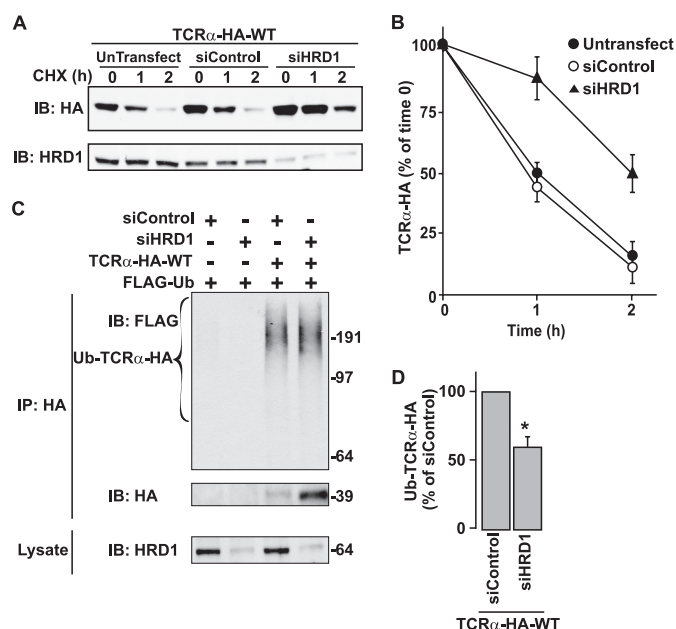 A
TCRα-HA-WT
UnTransfect siControl siHRD1
CHX (h) 0 1 2 0 1 2 0 1 2
IB: HA
IB: HRD1
B
Untransfect
siControl
siHRD1
TCRα-HA (% of time 0)
100
75
50
25
0
0 1 2
Time (h)
C
siControl + - + -
siHRD1 - + - +
TCRα-HA-WT - - + +
FLAG-Ub + + + +
IP: HA
IB: FLAG
Ub-TCRα-HA
-191
-97
-64
IB: HA -39
Lysate IB: HRD1 -64
D
Ub-TCRα-HA
(% of siControl)
100
50
0
*
siControl
siHRD1
TCRα-HA-WT